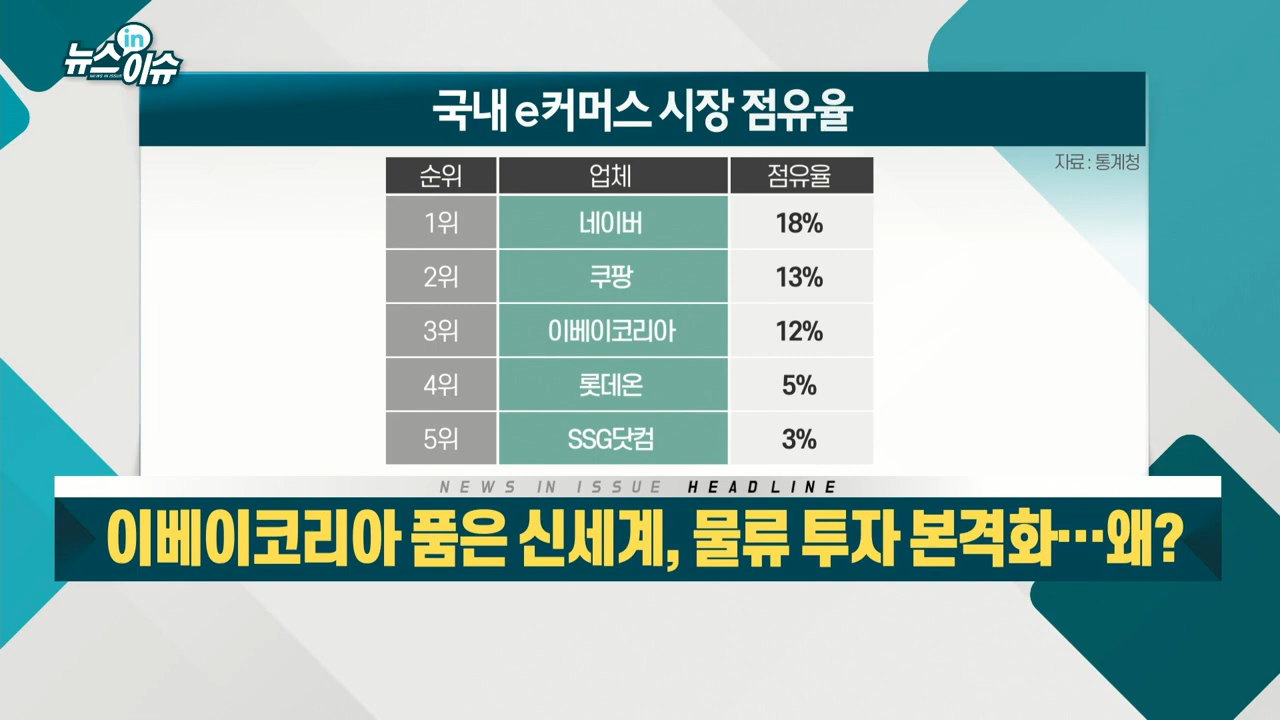 뉴스in이슈
NEWS IN ISSUE
국내 e커머스 시장 점유율
자료 : 통계청
순위 업체 점유율
1위 네이버 18%
2위 쿠팡 13%
3위 이베이코리아 12%
4위 롯데온 5%
5위 SSG닷컴 3%
NEWS IN ISSUE HEADLINE
이베이코리아 품은 신세계, 물류 투자 본격화…왜?